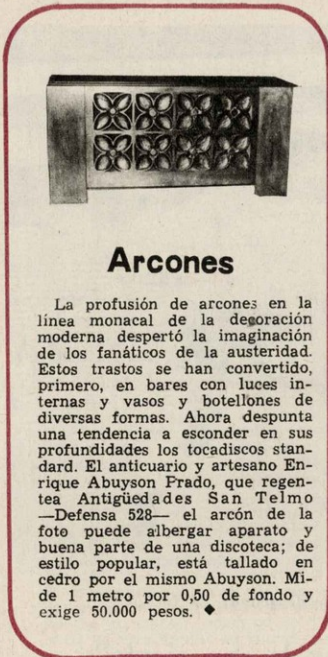 Arcones
La profusión de arcones en la
línea monacal de la decoración
moderna despertó la imaginación
de los fanáticos de la austeridad.
Estos trastos se han convertido,
primero, en bares con luces in-
ternas y vasos y botellones de
diversas formas. Ahora despunta
una tendencia a esconder en sus
profundidades los tocadiscos stan-
dard. El anticuario y artesano En-
rique Abuyson Prado, que regen-
tea Antigüedades San Telmo
—Defensa 528— el arcón de la
foto puede albergar aparato y
buena parte de una discoteca; de
estilo popular, está tallado en
cedro por el mismo Abuyson. Mi-
de 1 metro por 0,50 de fondo y
exige 50.000 pesos. ◆